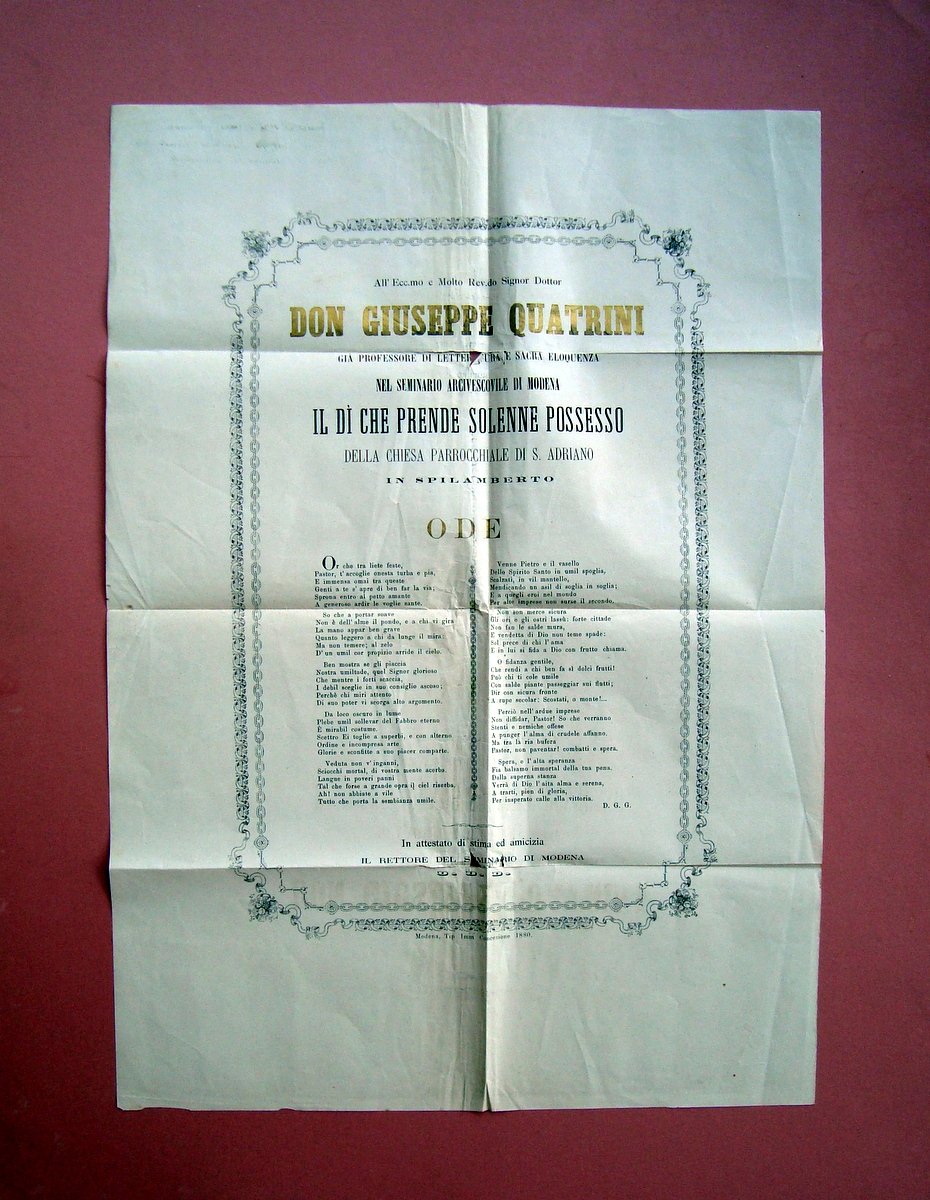 All' Ecc.mo e Molto Rev.do Signor Dottor
DON GIUSEPPE QUATRINI
GIÀ PROFESSORE DI LETTERATURA E SACRA ELOQUENZA
NEL SEMINARIO ARCIVESCOVILE DI MODENA
IL DÌ CHE PRENDE SOLENNE POSSESSO
DELLA CHIESA PARROCCHIALE DI S. ADRIANO
IN SPILAMBERTO
ODE
Or che tra liete feste,
Pastor, t'accoglie onesta turba e pia,
E immensa omai tra queste
Genti a te s'apre di ben far la via;
Sprona entro al petto amante
A generoso ardir le voglie sante.
So che a portar soave
Non è dell'alme il pondo, e a chi vi gira
La mano appar ben grave
Quanto leggero a chi da lungo il mira:
Ma non temere; al zelo
D'un umil cor propizio arride il cielo.
Ben mostra se gli piaccia
Nostra umiltade, quel Signor glorioso
Che mentre i forti scaccia,
I debil sceglie in suo consiglio ascoso;
Perchè chi miri attento
Di suo poter vi scorga alto argomento.
Da loco oscuro in lume
Plebe umil sollevar del Fabbro eterno
È mirabil costume.
Scettro Ei toglie a superbi, e con alterno
Ordine e incompresa arte
Glorie e sconfitte a suo piacer comparte.
Veduta non v'inganni,
Sciocchi mortal, di vostra mente acerbo.
Langue in poveri panni
Tal che forse a grande opra il ciel riserba.
Ah! non abbiate a vile
Tutto che porta la sembianza umile.
Venne Pietro e il vasello
Dello Spirito Santo in umil spoglia,
Scalzati, in vil mantello,
Mendicando un asil di soglia in soglia;
E a quegli eroi nel mondo
Per alte imprese non surse il secondo.
Non son merce sicura
Gli ori e gli ostri lassù: forte cittade
Non fan le salde mura,
E vendetta di Dio non teme spade:
Sol prece di chi l'ama
E in lui si fida a Dio con frutto chiama.
O fidanza gentile,
Che rendi a chi ben fa sì dolci frutti!
Può chi ti cole umile
Con salde piante passeggiar sui flutti;
Dir con sicura fronte
A rupe secolar: Scostati, o monte!...
Perciò nell'ardue imprese
Non diffidar, Pastor! So che verranno
Stenti e nemiche offese
A punger l'alma di crudele affanno.
Ma tra la ria bufera
Pastor, non paventar! combatti e spera.
Spera, e l'alta speranza
Fia balsamo immortal della tua pena.
Dalla superna stanza
Verrà di Dio l'aita alma e serena,
A trarti, pien di gloria,
Per insperato calle alla vittoria.
D. G. G.
In attestato di stima ed amicizia
IL RETTORE DEL SEMINARIO DI MODENA
D. D. D.
Modena, Tip. Imm. Concezione 1880.